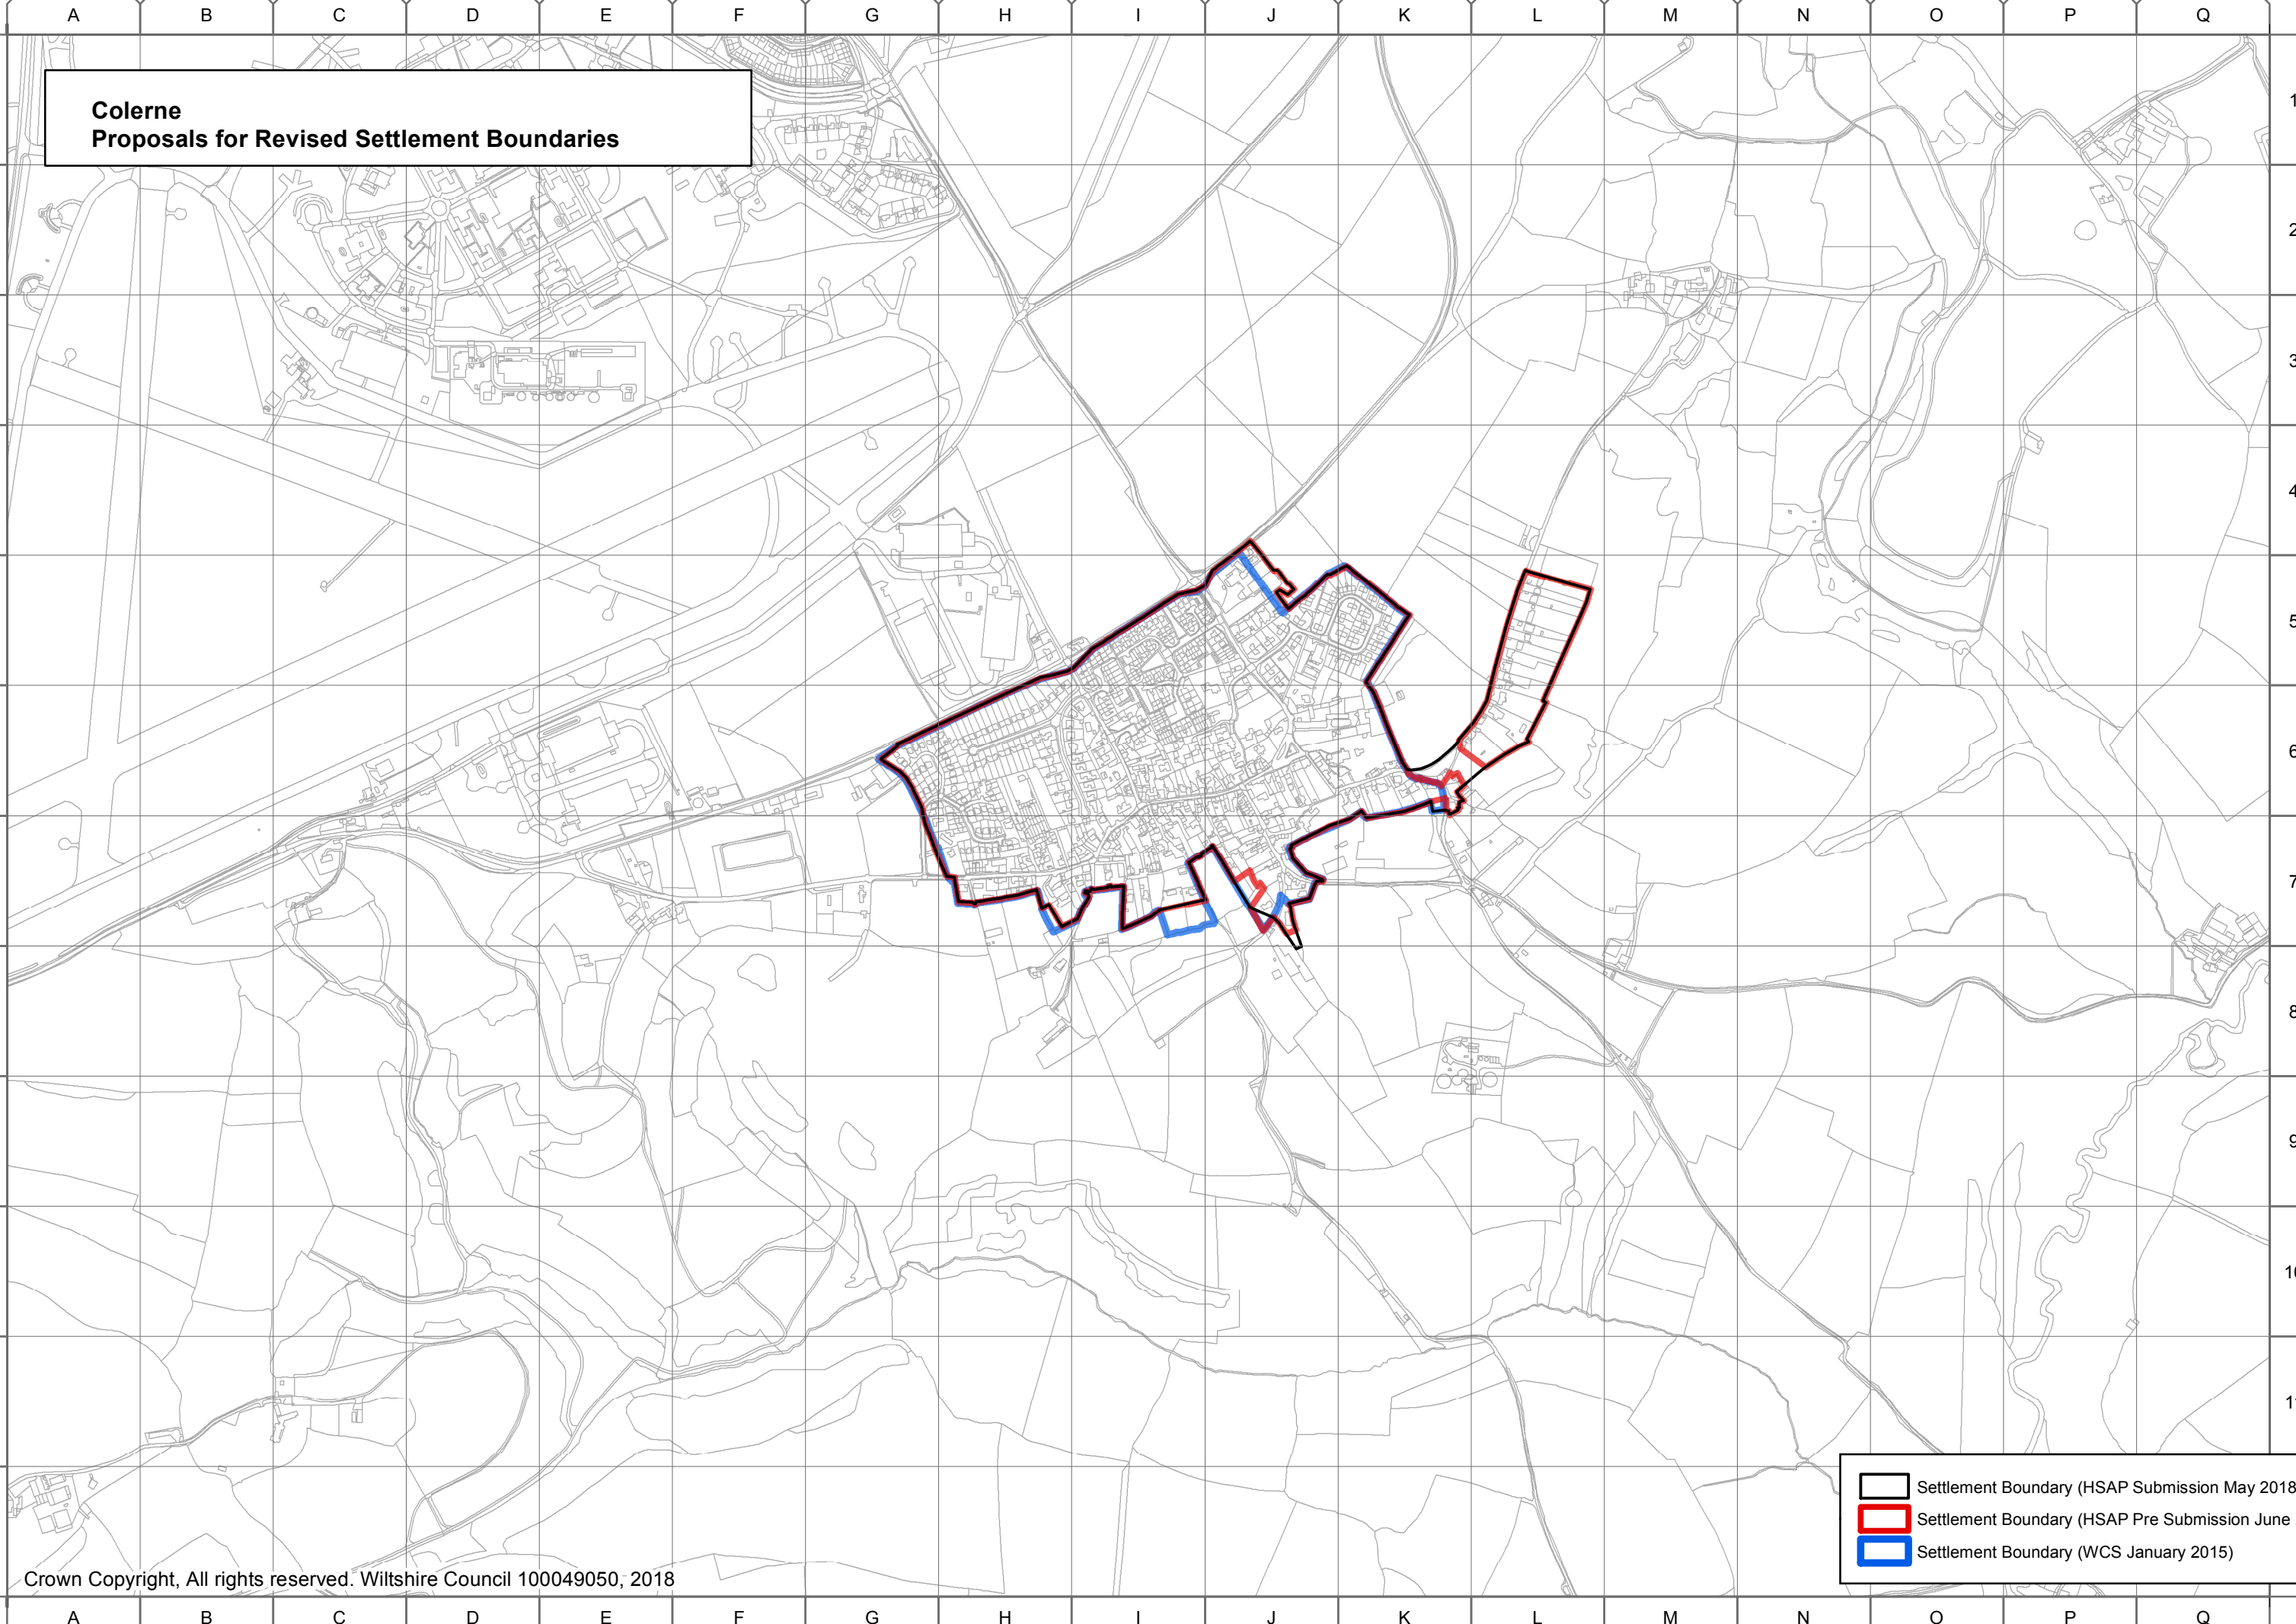 A B C D E F G H I J K L M N O P Q
Colerne
Proposals for Revised Settlement Boundaries
1
2
3
4
5
6
7
8
9
10
11
Settlement Boundary (HSAP Submission May 2018
Settlement Boundary (HSAP Pre Submission June
Settlement Boundary (WCS January 2015)
Crown Copyright, All rights reserved. Wiltshire Council 100049050, 2018
A B C D E F G H I J K L M N O P Q